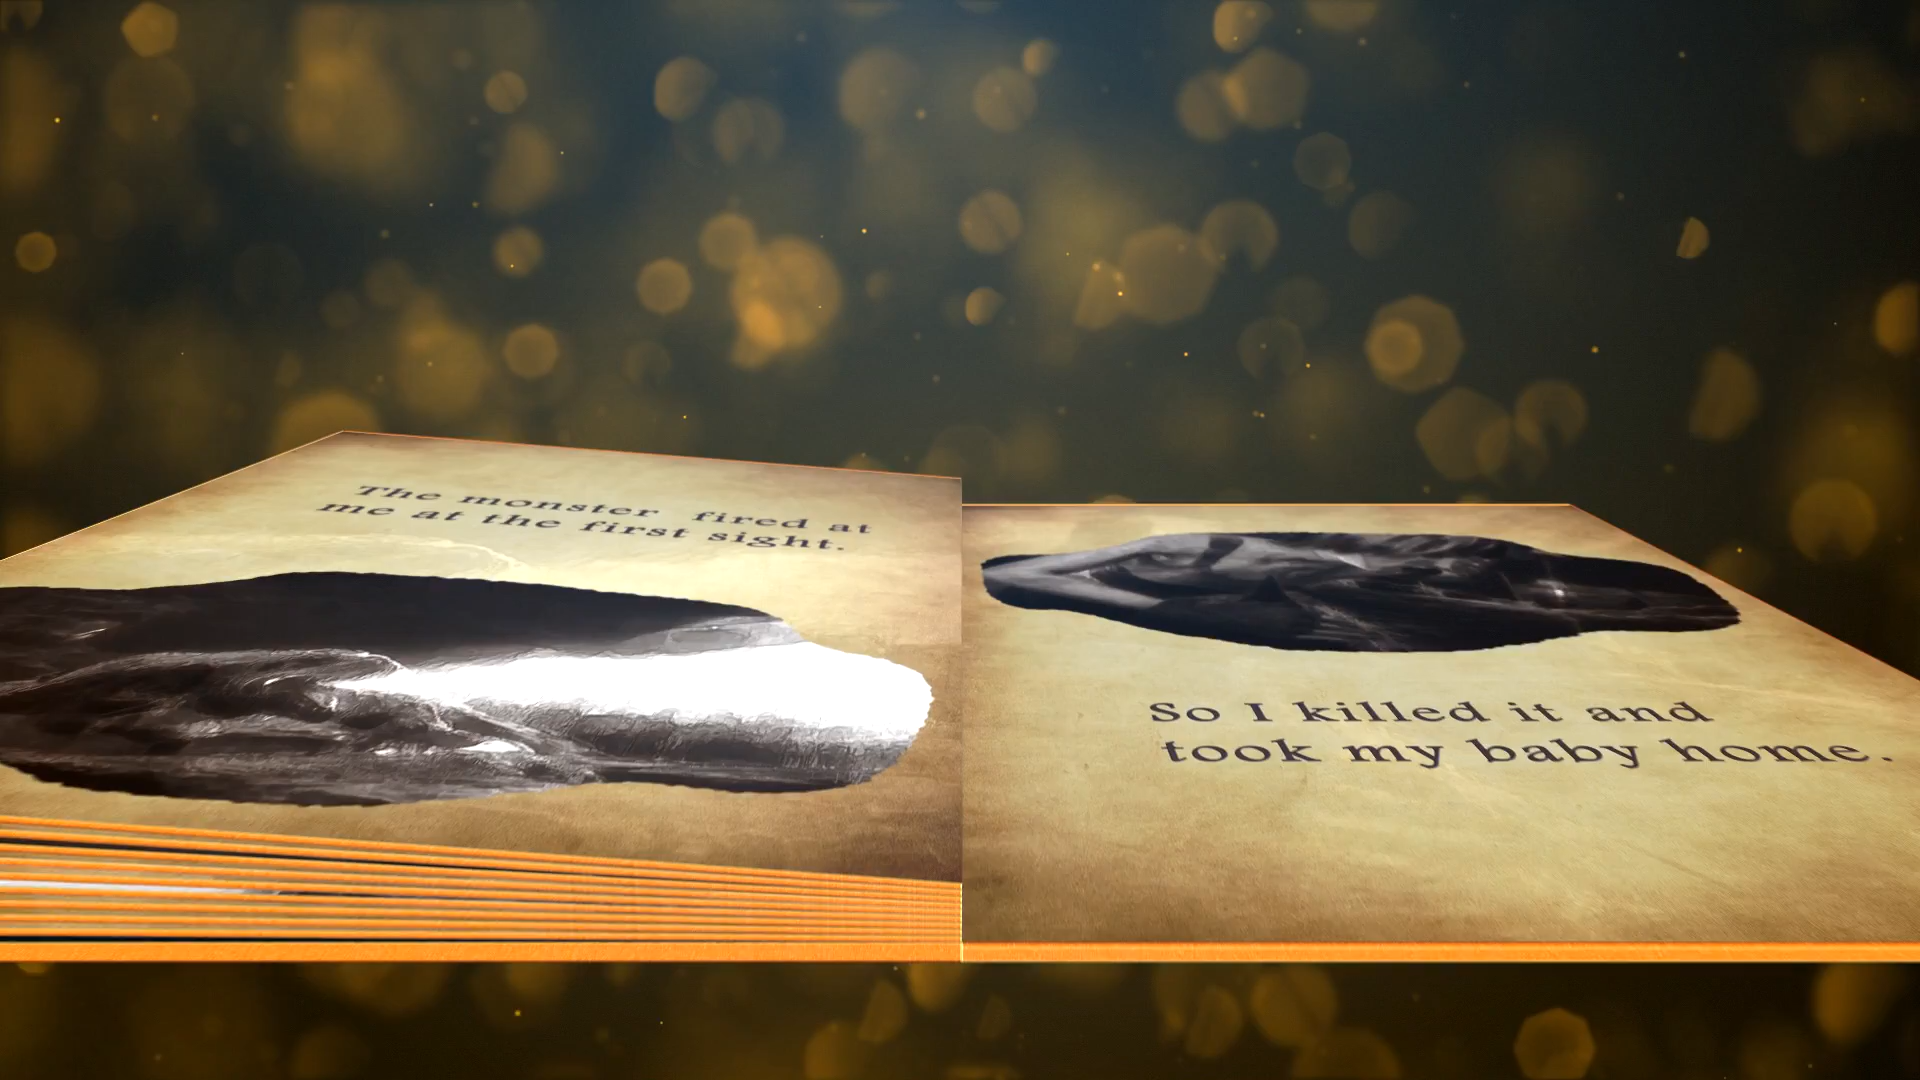 The monster fired at
me at the first sight.
So I killed it and
took my baby home.